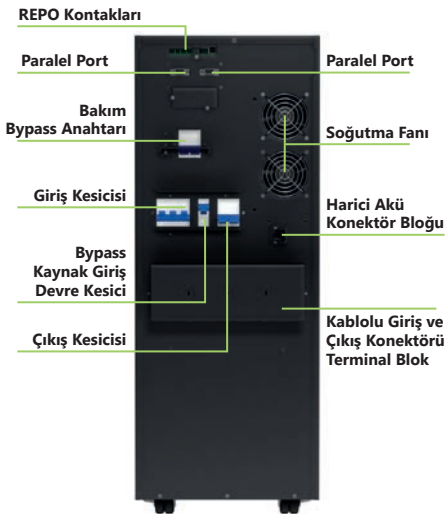 REPO Kontakları
Paralel Port
Paralel Port
Bakım
Bypass Anahtarı
Soğutma Fanı
Giriş Kesicisi
Harici Akü
Konektör Bloğu
Bypass
Kaynak Giriş
Devre Kesici
Çıkış Kesicisi
Kablolu Giriş ve
Çıkış Konektörü
Terminal Blok